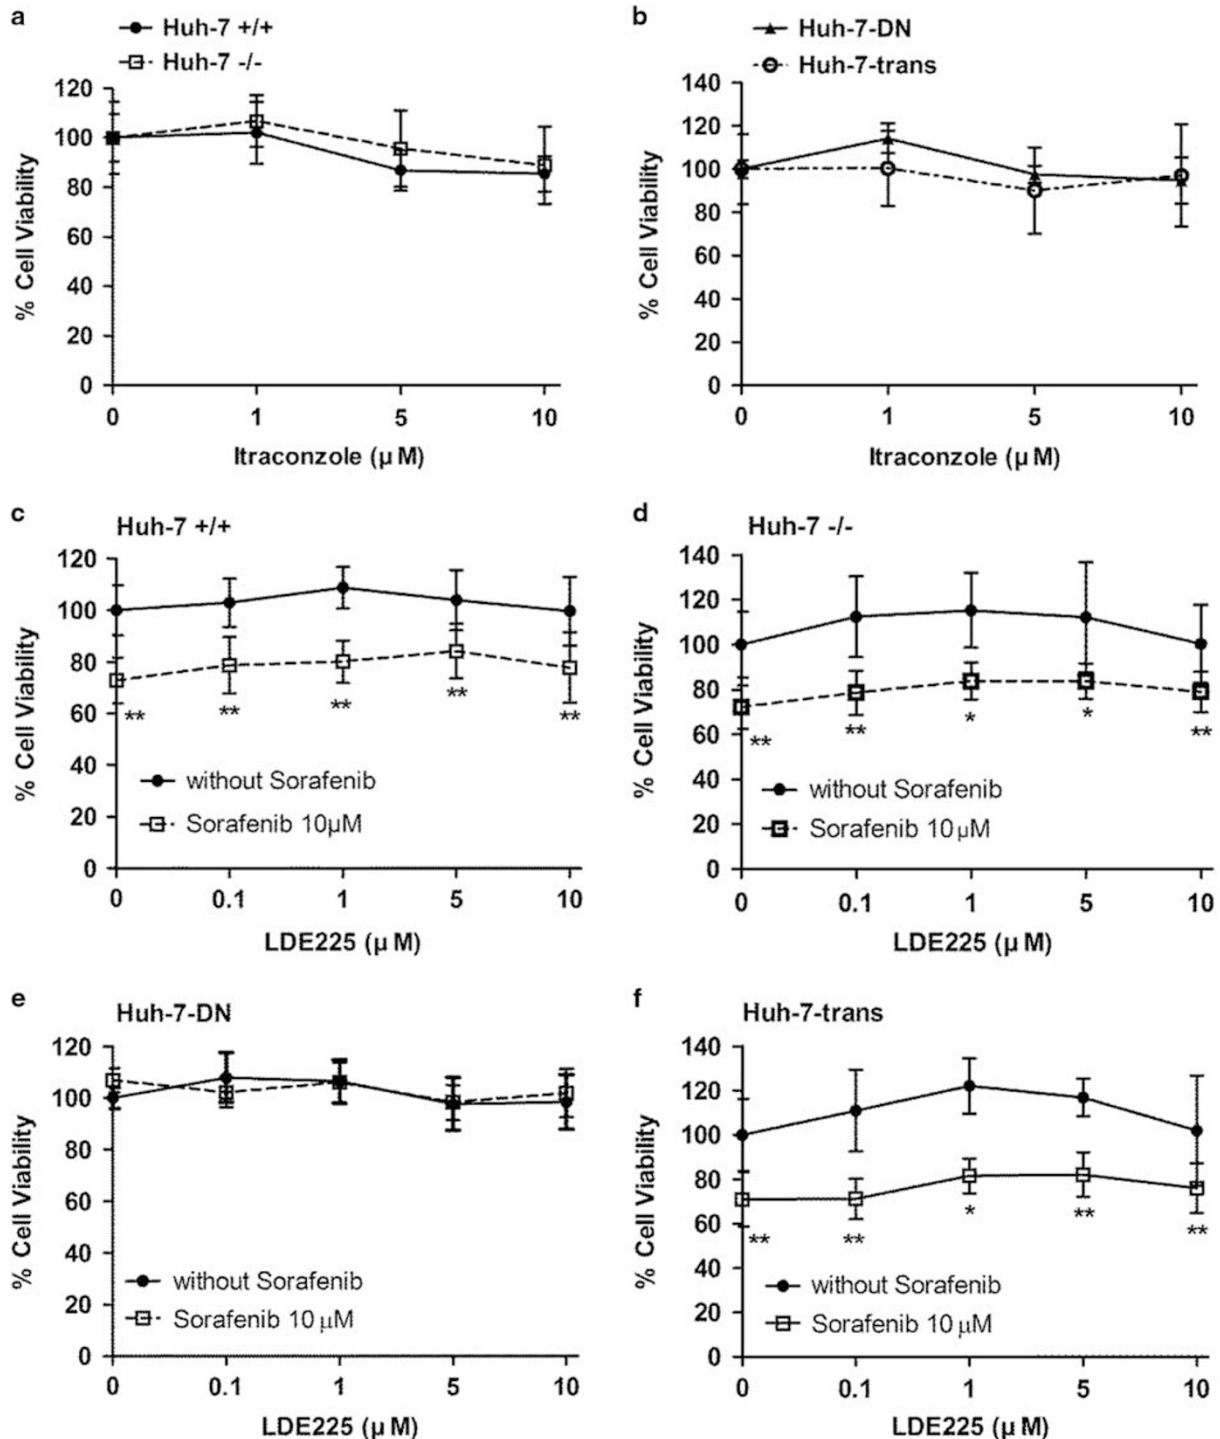 a
Huh-7 +/+
Huh-7 -/-
120
100
80
60
40
20
0
% Cell Viability
0 1 5 10
Itraconzole (µ M)
b
Huh-7-DN
Huh-7-trans
140
120
100
80
60
40
20
0
% Cell Viability
0 1 5 10
Itraconzole (µ M)
c
Huh-7 +/+
120
100
80
60
40
20
0
% Cell Viability
** ** ** ** **
without Sorafenib
Sorafenib 10µM
0 0.1 1 5 10
LDE225 (µ M)
d
Huh-7 -/-
140
120
100
80
60
40
20
0
% Cell Viability
** ** * * **
without Sorafenib
Sorafenib 10 µM
0 0.1 1 5 10
LDE225 (µ M)
e
Huh-7-DN
120
100
80
60
40
20
0
% Cell Viability
without Sorafenib
Sorafenib 10 µM
0 0.1 1 5 10
LDE225 (µ M)
f
Huh-7-trans
140
120
100
80
60
40
20
0
% Cell Viability
** ** * ** **
without Sorafenib
Sorafenib 10 µM
0 0.1 1 5 10
LDE225 (µ M)